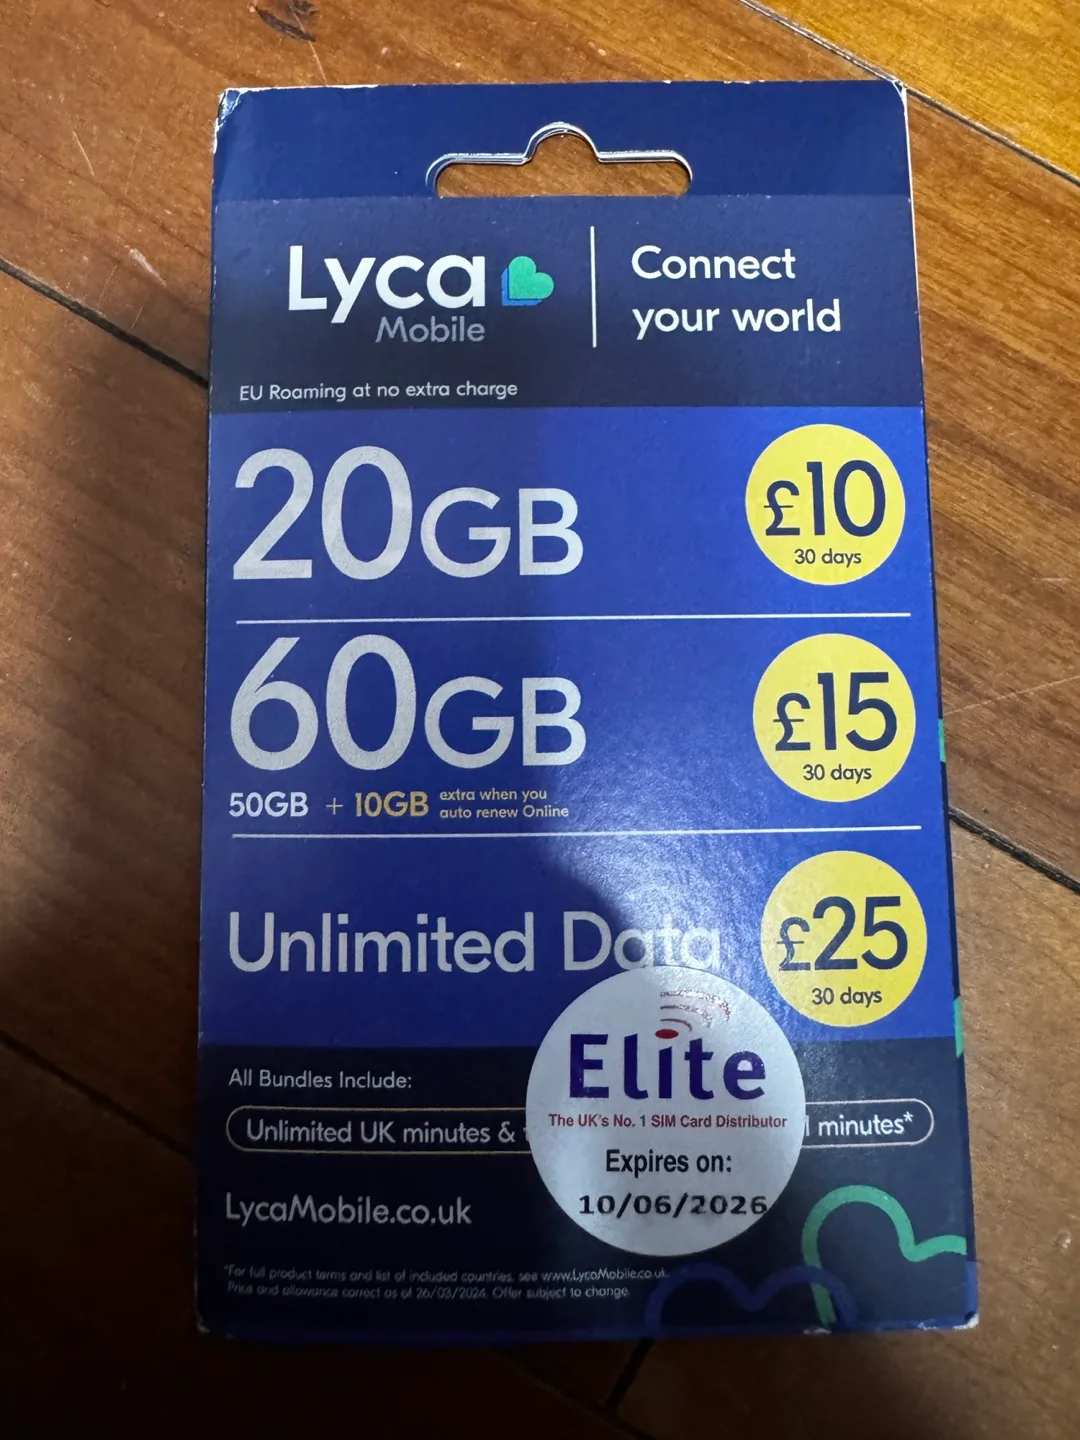 Lyca
Mobile
Connect
your world
EU Roaming at no extra charge
20GB
£10
30 days
60GB
£15
30 days
50GB + 10GB extra when you
auto renew Online
Unlimited Data
£25
30 days
All Bundles Include:
Unlimited UK minutes &
minutes*
Elite
The UK's No. 1 SIM Card Distributor
Expires on:
10/06/2026
LycaMobile.co.uk
*For full product terms and list of included countries, see www.LycaMobile.co.uk.
Price and allowance correct as of 26/03/2024. Offer subject to change.